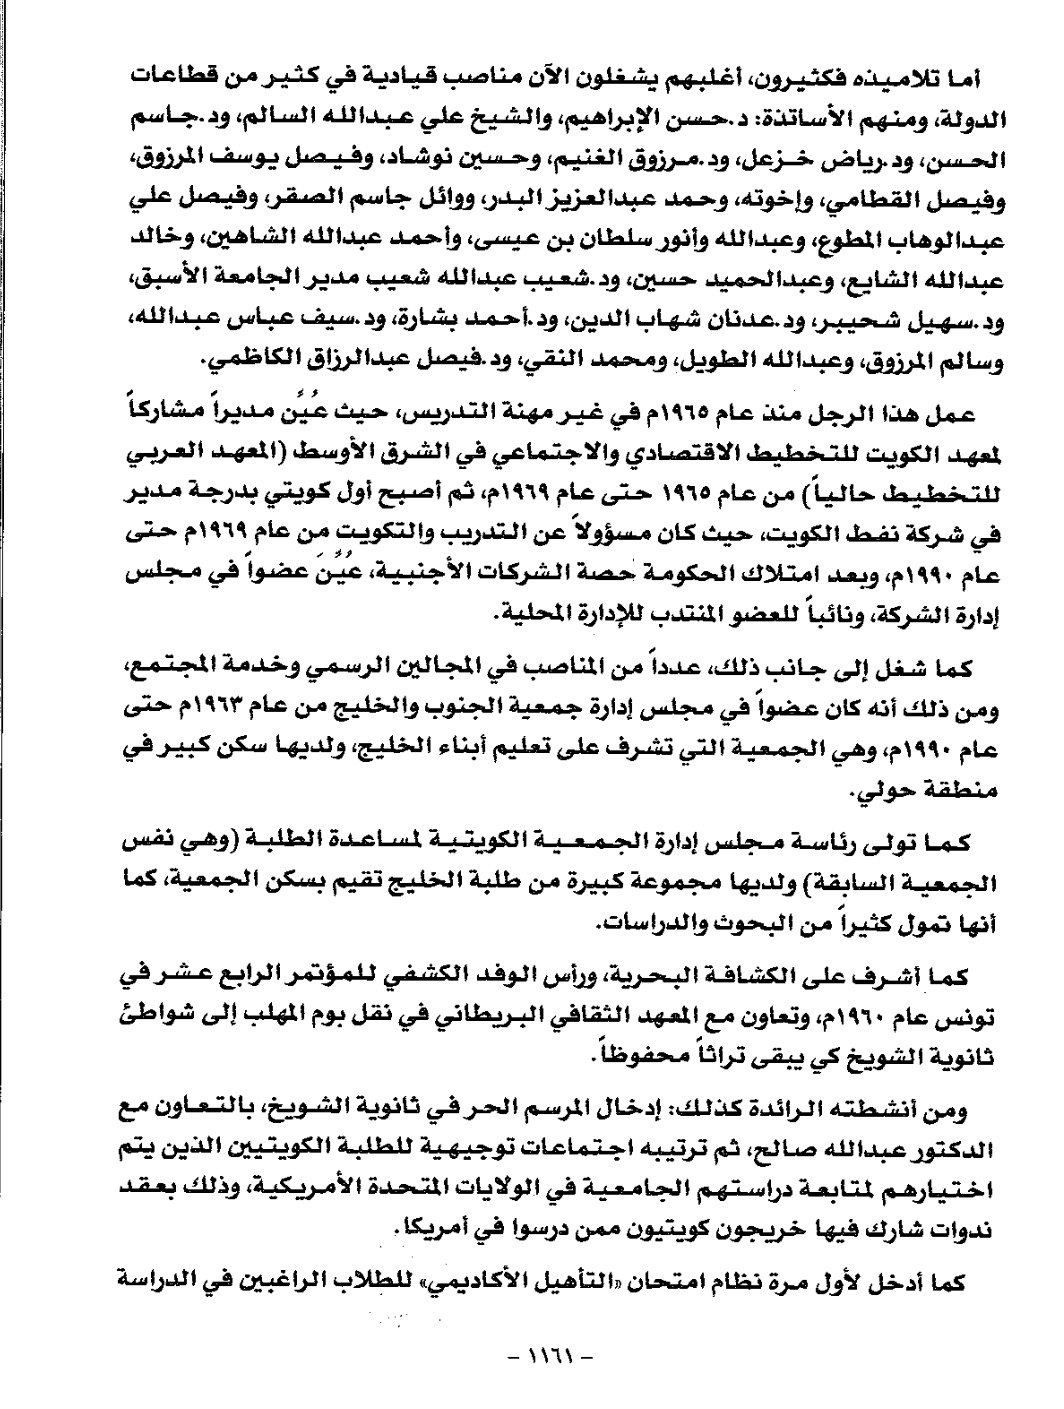 أما تلاميذه فكثيرون، أغلبهم يشغلون الآن مناصب قيادية في كثير من قطاعات
الدولة، ومنهم الأساتذة: د.حسن الإبراهيم، والشيخ علي عبدالله السالم، ود.جاسم
الحسن، ود.رياض خزعل، ود.مرزوق الغنيم، وحسين نوشاد، وفيصل يوسف المرزوق،
وفيصل القطامي، وإخوته، وحمد عبدالعزيز البدر، ووائل جاسم الصقر، وفيصل علي
عبدالوهاب المطوع، وعبدالله وأنور سلطان بن عيسى، وأحمد عبدالله الشاهين، وخالد
عبدالله الشايع، وعبدالحميد حسين، ود.شعيب عبدالله شعيب مدير الجامعة الأسبق،
ود.سهيل شحيبر، ود.عدنان شهاب الدين، ود.أحمد بشارة، ود.سيف عباس عبدالله،
وسالم المرزوق، وعبدالله الطويل، ومحمد النقي، ود.فيصل عبدالرزاق الكاظمي.
عمل هذا الرجل منذ عام ١٩٦٥م في غير مهنة التدريس، حيث عُيِّن مديراً مشاركاً
لمعهد الكويت للتخطيط الاقتصادي والاجتماعي في الشرق الأوسط (المعهد العربي
للتخطيط حالياً) من عام ١٩٦٥ حتى عام ١٩٦٩م، ثم أصبح أول كويتي بدرجة مدير
في شركة نفط الكويت، حيث كان مسؤولاً عن التدريب والتكويت من عام ١٩٦٩م حتى
عام ١٩٩٠م، وبعد امتلاك الحكومة حصة الشركات الأجنبية، عُيِّنَ عضواً في مجلس
إدارة الشركة، ونائباً للعضو المنتدب للإدارة المحلية.
كما شغل إلى جانب ذلك، عدداً من المناصب في المجالين الرسمي وخدمة المجتمع،
ومن ذلك أنه كان عضواً في مجلس إدارة جمعية الجنوب والخليج من عام ١٩٦٣م حتى
عام ١٩٩٠م، وهي الجمعية التي تشرف على تعليم أبناء الخليج، ولديها سكن كبير في
منطقة حولي.
كما تولى رئاسة مجلس إدارة الجمعية الكويتية لمساعدة الطلبة (وهي نفس
الجمعية السابقة) ولديها مجموعة كبيرة من طلبة الخليج تقيم بسكن الجمعية، كما
أنها تمول كثيراً من البحوث والدراسات.
كما أشرف على الكشافة البحرية، ورأس الوفد الكشفي للمؤتمر الرابع عشر في
تونس عام ١٩٦٠م، وتعاون مع المعهد الثقافي البريطاني في نقل بوم المهلب إلى شواطئ
ثانوية الشويخ كي يبقى تراثاً محفوظاً.
ومن أنشطته الرائدة كذلك: إدخال المرسم الحر في ثانوية الشويخ، بالتعاون مع
الدكتور عبدالله صالح، ثم ترتيبه اجتماعات توجيهية للطلبة الكويتيين الذين يتم
اختيارهم لمتابعة دراستهم الجامعية في الولايات المتحدة الأمريكية، وذلك بعقد
ندوات شارك فيها خريجون كويتيون ممن درسوا في أمريكا.
كما أدخل لأول مرة نظام امتحان «التأهيل الأكاديمي» للطلاب الراغبين في الدراسة
– ١١٦١ –